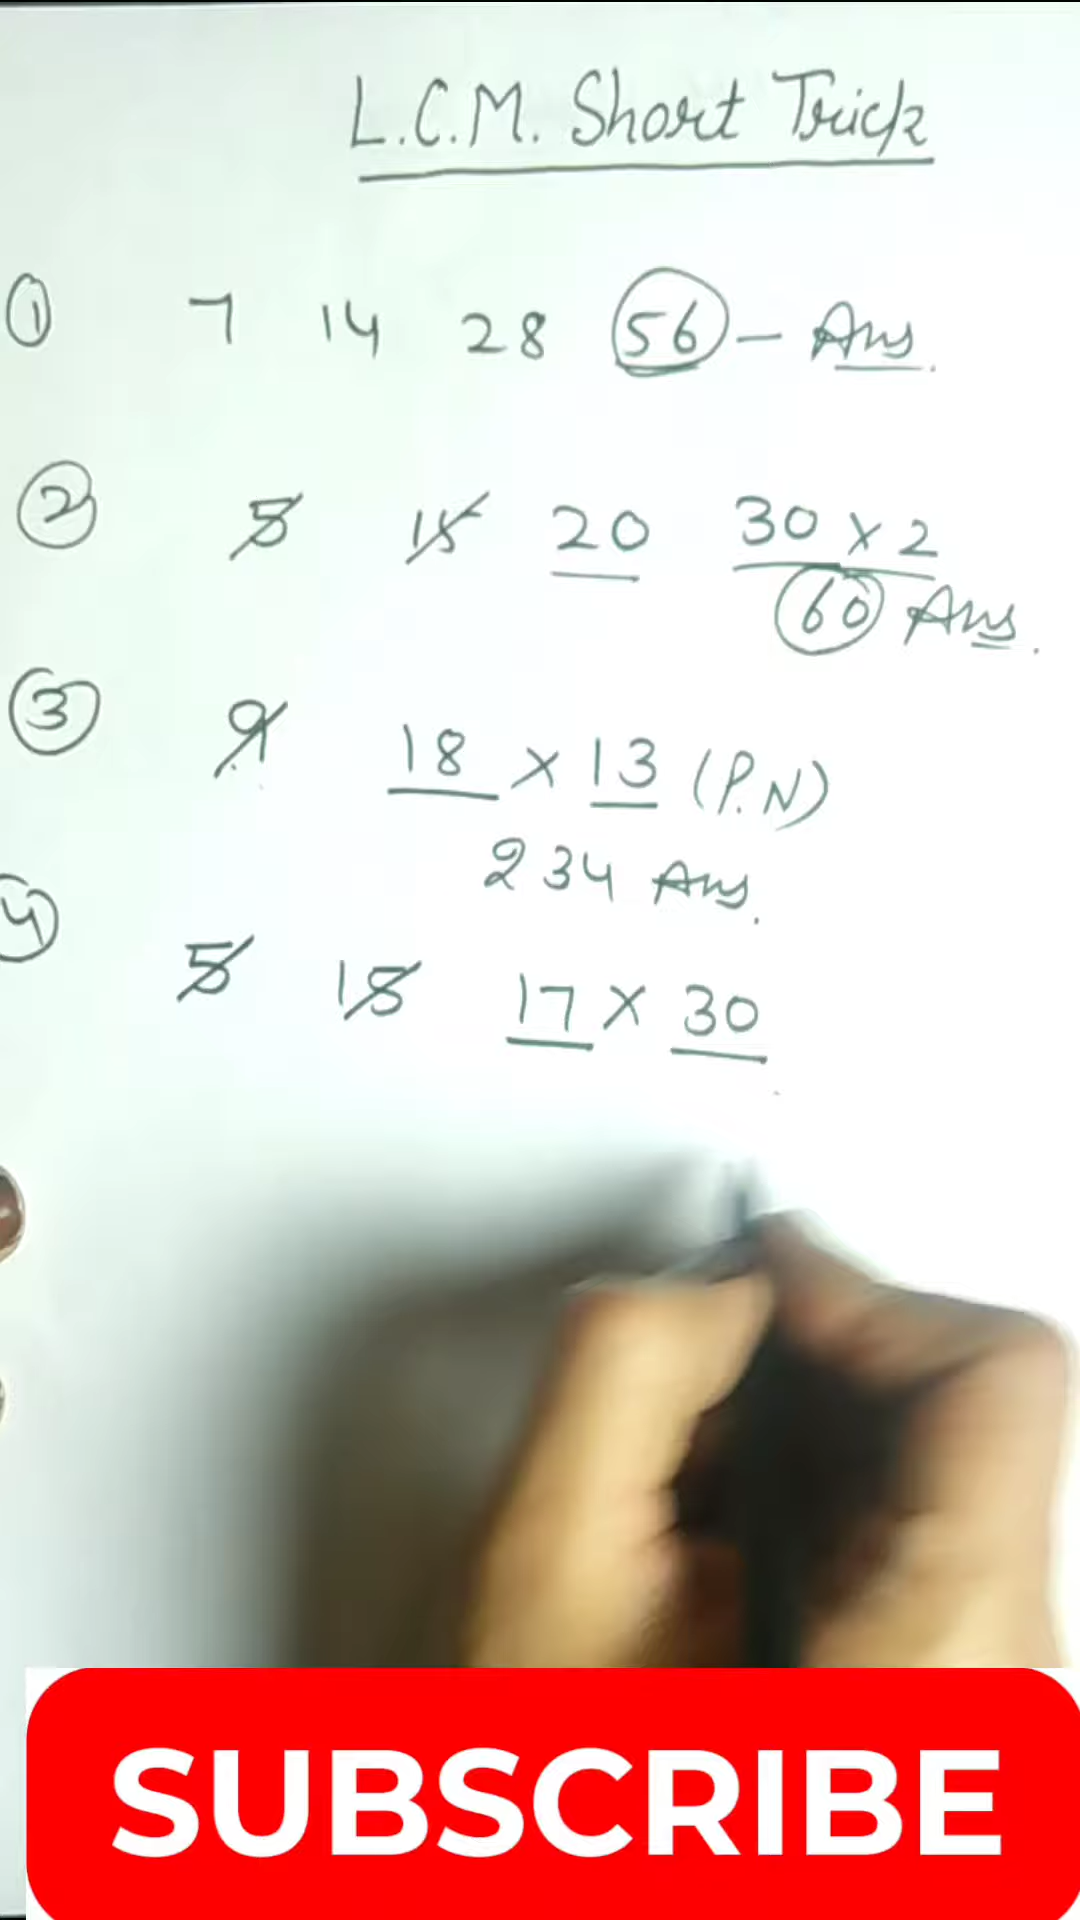 L.C.M. Short Trick
① 7 14 28 56 - Ans.
② 5 15 20 30 x 2
60 Ans.
③ 9 18 x 13 (P.N)
234 Ans.
④ 5 15 17 x 30
SUBSCRIBE